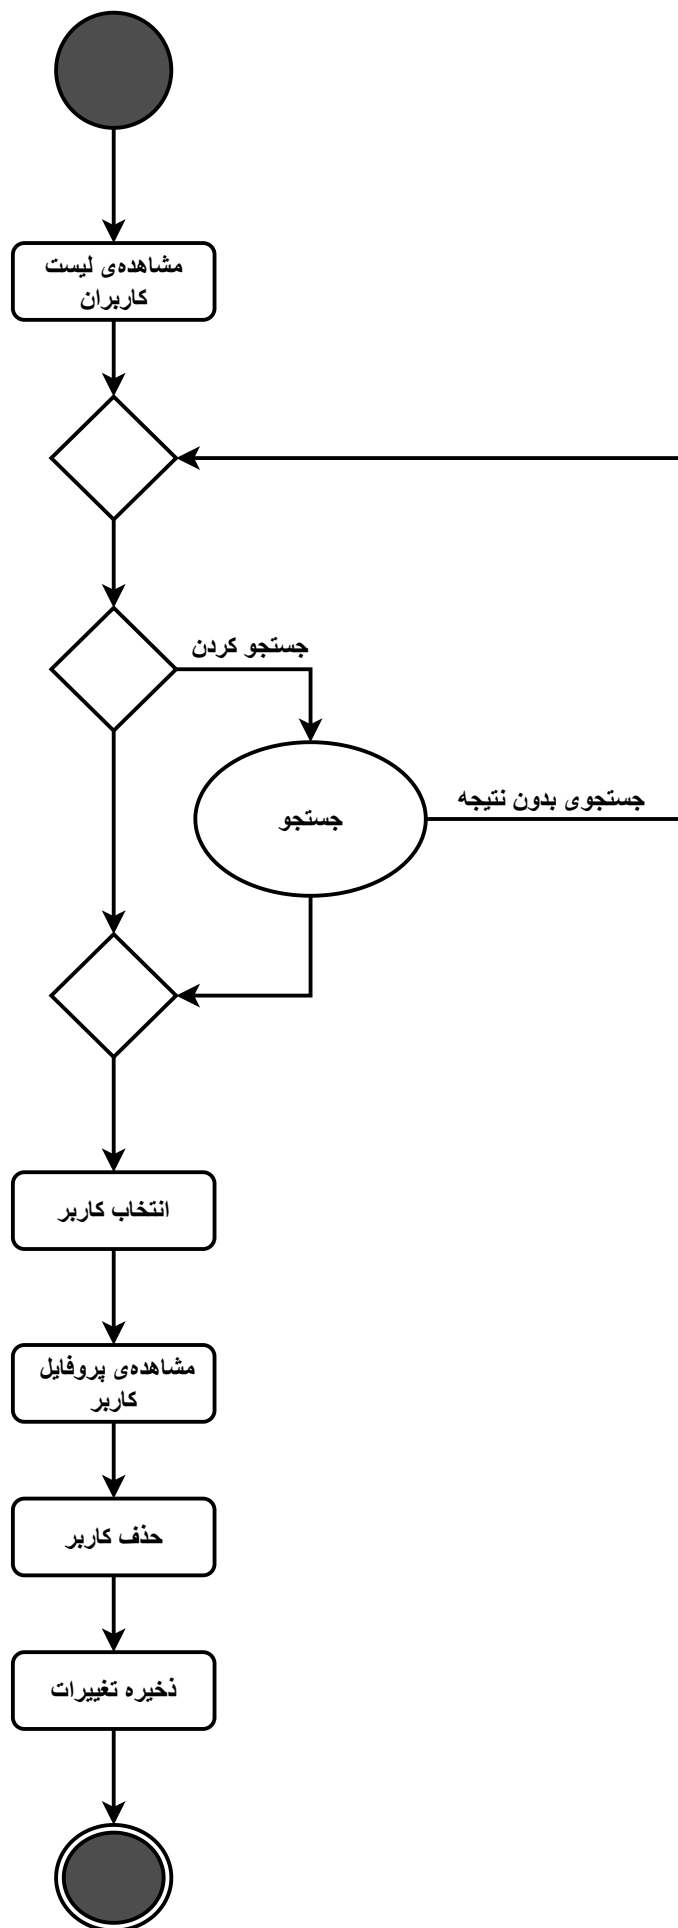 مشاهده‌ی لیست
کاربران
جستجو کردن
جستجوی بدون نتیجه
جستجو
انتخاب کاربر
مشاهده‌ی پروفایل
کاربر
حذف کاربر
ذخیره تغییرات